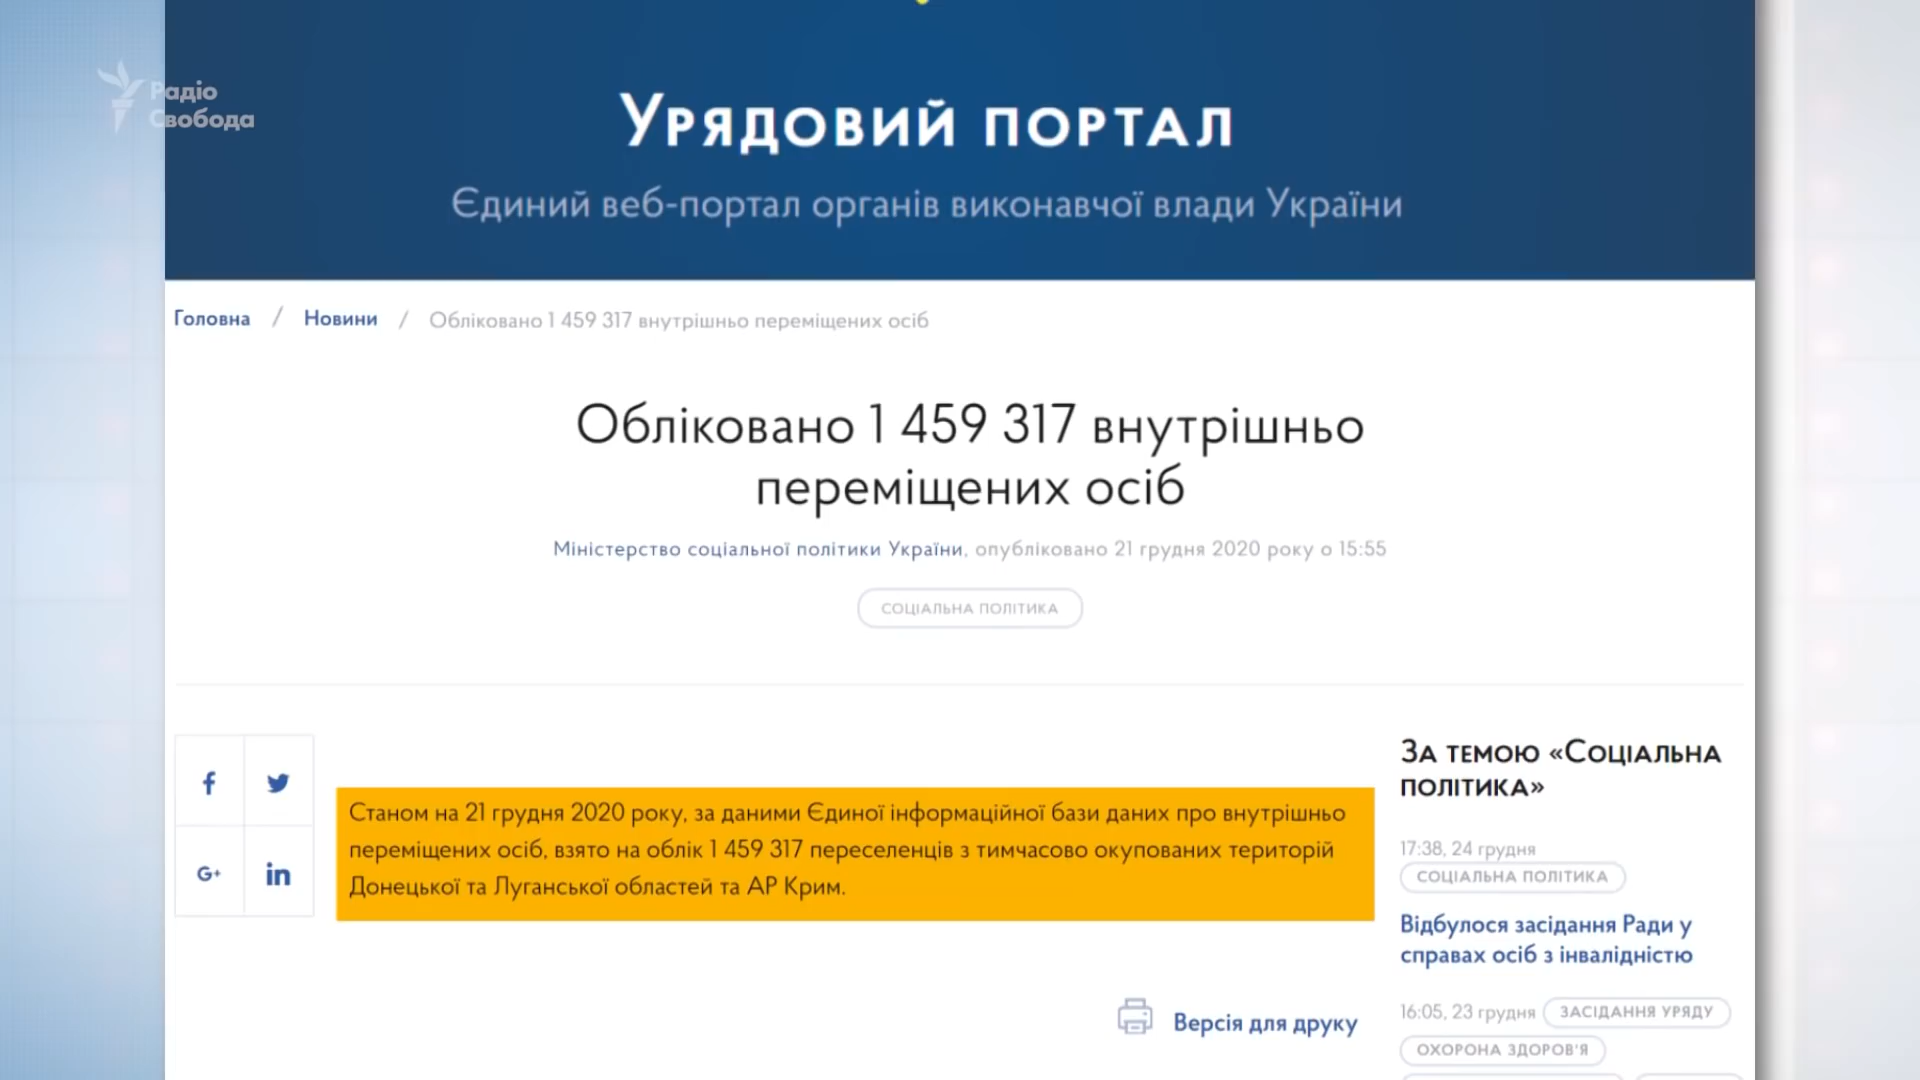 Радіо
Свобода
Урядовий портал
Єдиний веб-портал органів виконавчої влади України
Головна / Новини / Обліковано 1 459 317 внутрішньо переміщених осіб
Обліковано 1 459 317 внутрішньо
переміщених осіб
Міністерство соціальної політики України, опубліковано 21 грудня 2020 року о 15:55
СОЦІАЛЬНА ПОЛІТИКА
Станом на 21 грудня 2020 року, за даними Єдиної інформаційної бази даних про внутрішньо
переміщених осіб, взято на облік 1 459 317 переселенців з тимчасово окупованих територій
Донецької та Луганської областей та АР Крим.
Версія для друку
За темою «Соціальна
політика»
17:38, 24 грудня
СОЦІАЛЬНА ПОЛІТИКА
Відбулося засідання Ради у
справах осіб з інвалідністю
16:05, 23 грудня ЗАСІДАННЯ УРЯДУ
ОХОРОНА ЗДОРОВ'Я